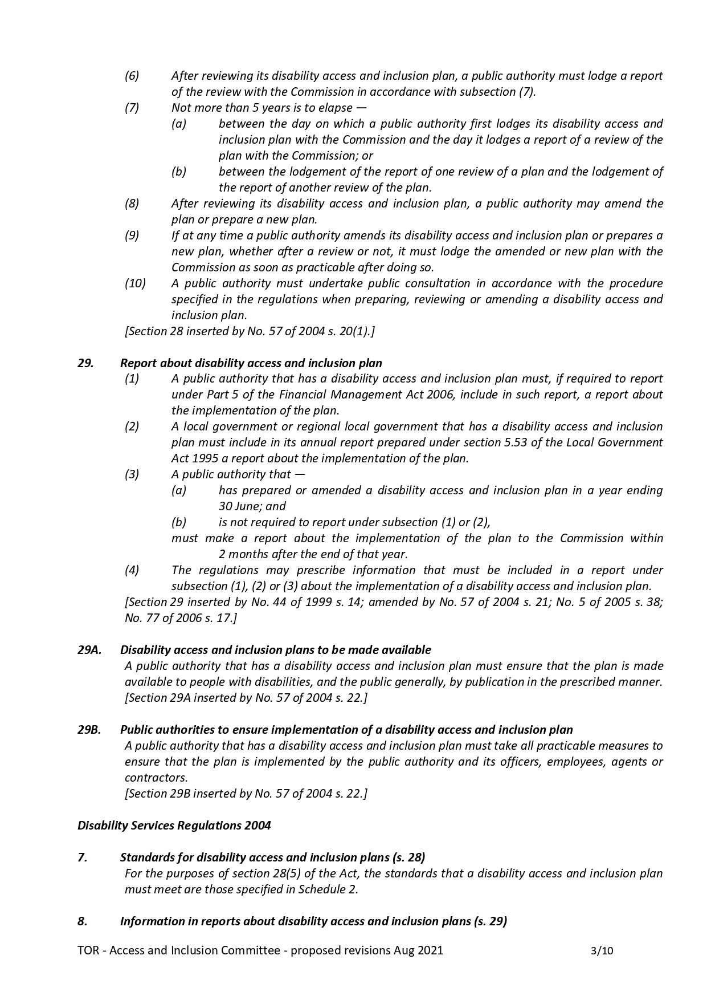 (6) After reviewing its disability access and inclusion plan, a public authority must lodge a report
of the review with the Commission in accordance with subsection (7).
(7) Not more than 5 years is to elapse —
(a) between the day on which a public authority first lodges its disability access and
inclusion plan with the Commission and the day it lodges a report of a review of the
plan with the Commission; or
(b) between the lodgement of the report of one review of a plan and the lodgement of
the report of another review of the plan.
(8) After reviewing its disability access and inclusion plan, a public authority may amend the
plan or prepare a new plan.
(9) If at any time a public authority amends its disability access and inclusion plan or prepares a
new plan, whether after a review or not, it must lodge the amended or new plan with the
Commission as soon as practicable after doing so.
(10) A public authority must undertake public consultation in accordance with the procedure
specified in the regulations when preparing, reviewing or amending a disability access and
inclusion plan.
[Section 28 inserted by No. 57 of 2004 s. 20(1).]
29. Report about disability access and inclusion plan
(1) A public authority that has a disability access and inclusion plan must, if required to report
under Part 5 of the Financial Management Act 2006, include in such report, a report about
the implementation of the plan.
(2) A local government or regional local government that has a disability access and inclusion
plan must include in its annual report prepared under section 5.53 of the Local Government
Act 1995 a report about the implementation of the plan.
(3) A public authority that —
(a) has prepared or amended a disability access and inclusion plan in a year ending
30 June; and
(b) is not required to report under subsection (1) or (2),
must make a report about the implementation of the plan to the Commission within
2 months after the end of that year.
(4) The regulations may prescribe information that must be included in a report under
subsection (1), (2) or (3) about the implementation of a disability access and inclusion plan.
[Section 29 inserted by No. 44 of 1999 s. 14; amended by No. 57 of 2004 s. 21; No. 5 of 2005 s. 38;
No. 77 of 2006 s. 17.]
29A. Disability access and inclusion plans to be made available
A public authority that has a disability access and inclusion plan must ensure that the plan is made
available to people with disabilities, and the public generally, by publication in the prescribed manner.
[Section 29A inserted by No. 57 of 2004 s. 22.]
29B. Public authorities to ensure implementation of a disability access and inclusion plan
A public authority that has a disability access and inclusion plan must take all practicable measures to
ensure that the plan is implemented by the public authority and its officers, employees, agents or
contractors.
[Section 29B inserted by No. 57 of 2004 s. 22.]
Disability Services Regulations 2004
7. Standards for disability access and inclusion plans (s. 28)
For the purposes of section 28(5) of the Act, the standards that a disability access and inclusion plan
must meet are those specified in Schedule 2.
8. Information in reports about disability access and inclusion plans (s. 29)
TOR - Access and Inclusion Committee - proposed revisions Aug 2021 3/10